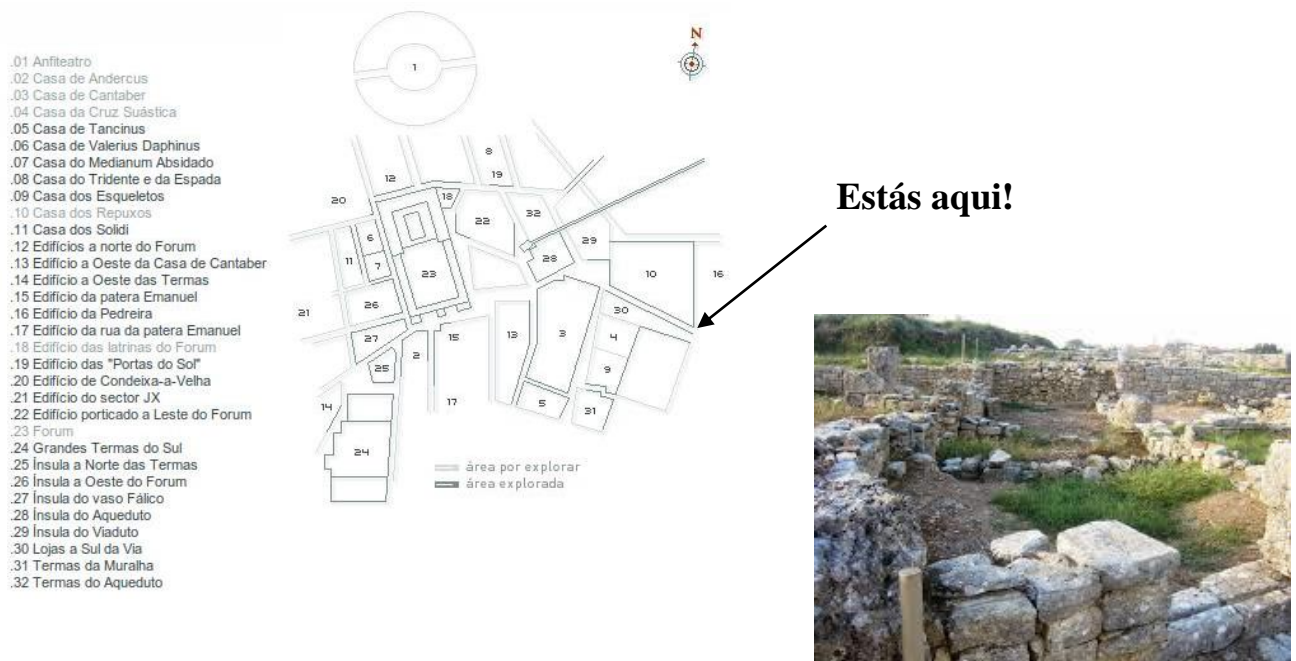 .01 Anfiteatro
.02 Casa de Andercus
.03 Casa de Cantaber
.04 Casa da Cruz Suástica
.05 Casa de Tancinus
.06 Casa de Valerius Daphinus
.07 Casa do Medianum Absidado
.08 Casa do Tridente e da Espada
.09 Casa dos Esqueletos
.10 Casa dos Repuxos
.11 Casa dos Solidi
.12 Edifícios a norte do Forum
.13 Edifício a Oeste da Casa de Cantaber
.14 Edifício a Oeste das Termas
.15 Edifício da patera Emanuel
.16 Edifício da Pedreira
.17 Edifício da rua da patera Emanuel
.18 Edifício das latrinas do Forum
.19 Edifício das "Portas do Sol"
.20 Edifício de Condeixa-a-Velha
.21 Edifício do sector JX
.22 Edifício porticado a Leste do Forum
.23 Forum
.24 Grandes Termas do Sul
.25 Ínsula a Norte das Termas
.26 Ínsula a Oeste do Forum
.27 Ínsula do vaso Fálico
.28 Ínsula do Aqueduto
.29 Ínsula do Viaduto
.30 Lojas a Sul da Via
.31 Termas da Muralha
.32 Termas do Aqueduto
N
1
8
12
19
20
18
22
32
6
29
11
7
23
28
10
16
26
21
30
27
15
13
3
4
2
25
9
14
17
5
31
24
área por explorar
área explorada
Estás aqui!